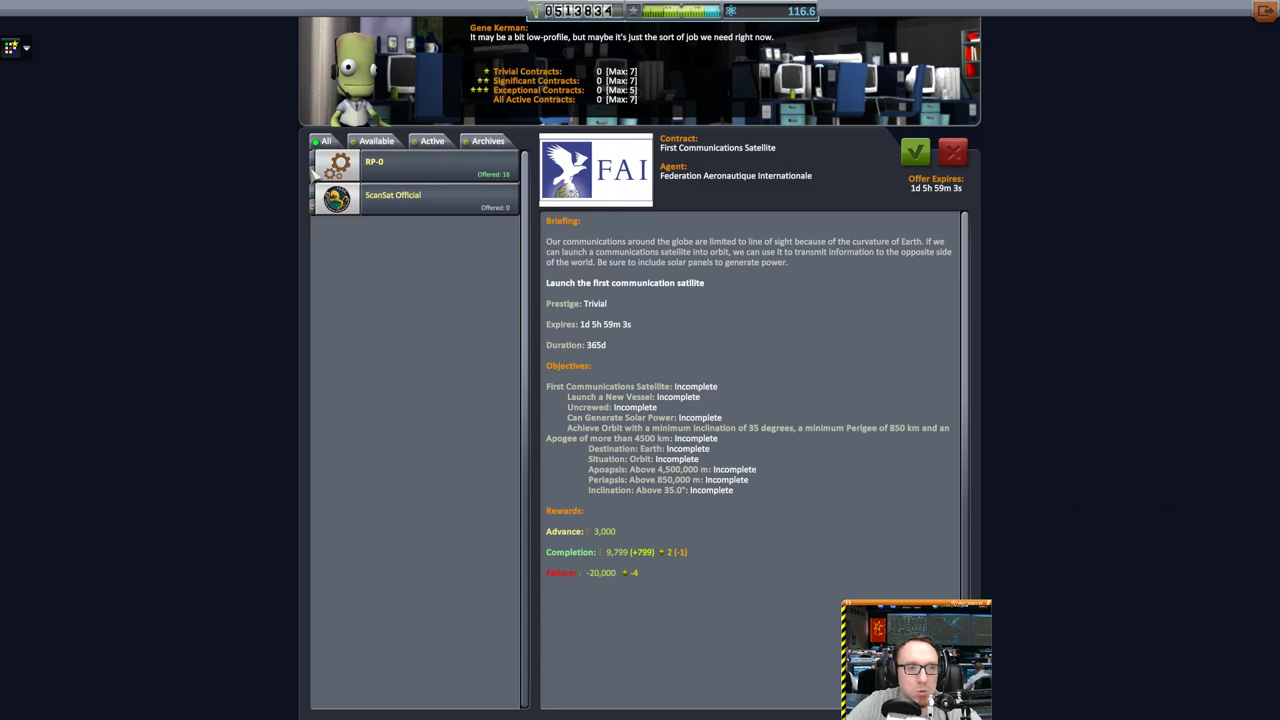 0513834
116.6
Gene Kerman:
It may be a bit low-profile, but maybe it's just the sort of job we need right now.
Trivial Contracts: 0 [Max: 7]
Significant Contracts: 0 [Max: 7]
Exceptional Contracts: 0 [Max: 5]
All Active Contracts: 0 [Max: 7]
All
Available
Active
Archives
RP-0
Offered: 16
ScanSat Official
Offered: 0
FAI
Contract:
First Communications Satellite
Agent:
Federation Aeronautique Internationale
Offer Expires:
1d 5h 59m 3s
Briefing:
Our communications around the globe are limited to line of sight because of the curvature of Earth. If we
can launch a communications satellite into orbit, we can use it to transmit information to the opposite side
of the world. Be sure to include solar panels to generate power.
Launch the first communication satllite
Prestige: Trivial
Expires: 1d 5h 59m 3s
Duration: 365d
Objectives:
First Communications Satellite: Incomplete
Launch a New Vessel: Incomplete
Uncrewed: Incomplete
Can Generate Solar Power: Incomplete
Achieve Orbit with a minimum inclination of 35 degrees, a minimum Perigee of 850 km and an
Apogee of more than 4500 km: Incomplete
Destination: Earth: Incomplete
Situation: Orbit: Incomplete
Apoapsis: Above 4,500,000 m: Incomplete
Periapsis: Above 850,000 m: Incomplete
Inclination: Above 35.0°: Incomplete
Rewards:
Advance: 3,000
Completion: 9,799 (+799) 2 (-1)
Failure: -20,000 -4